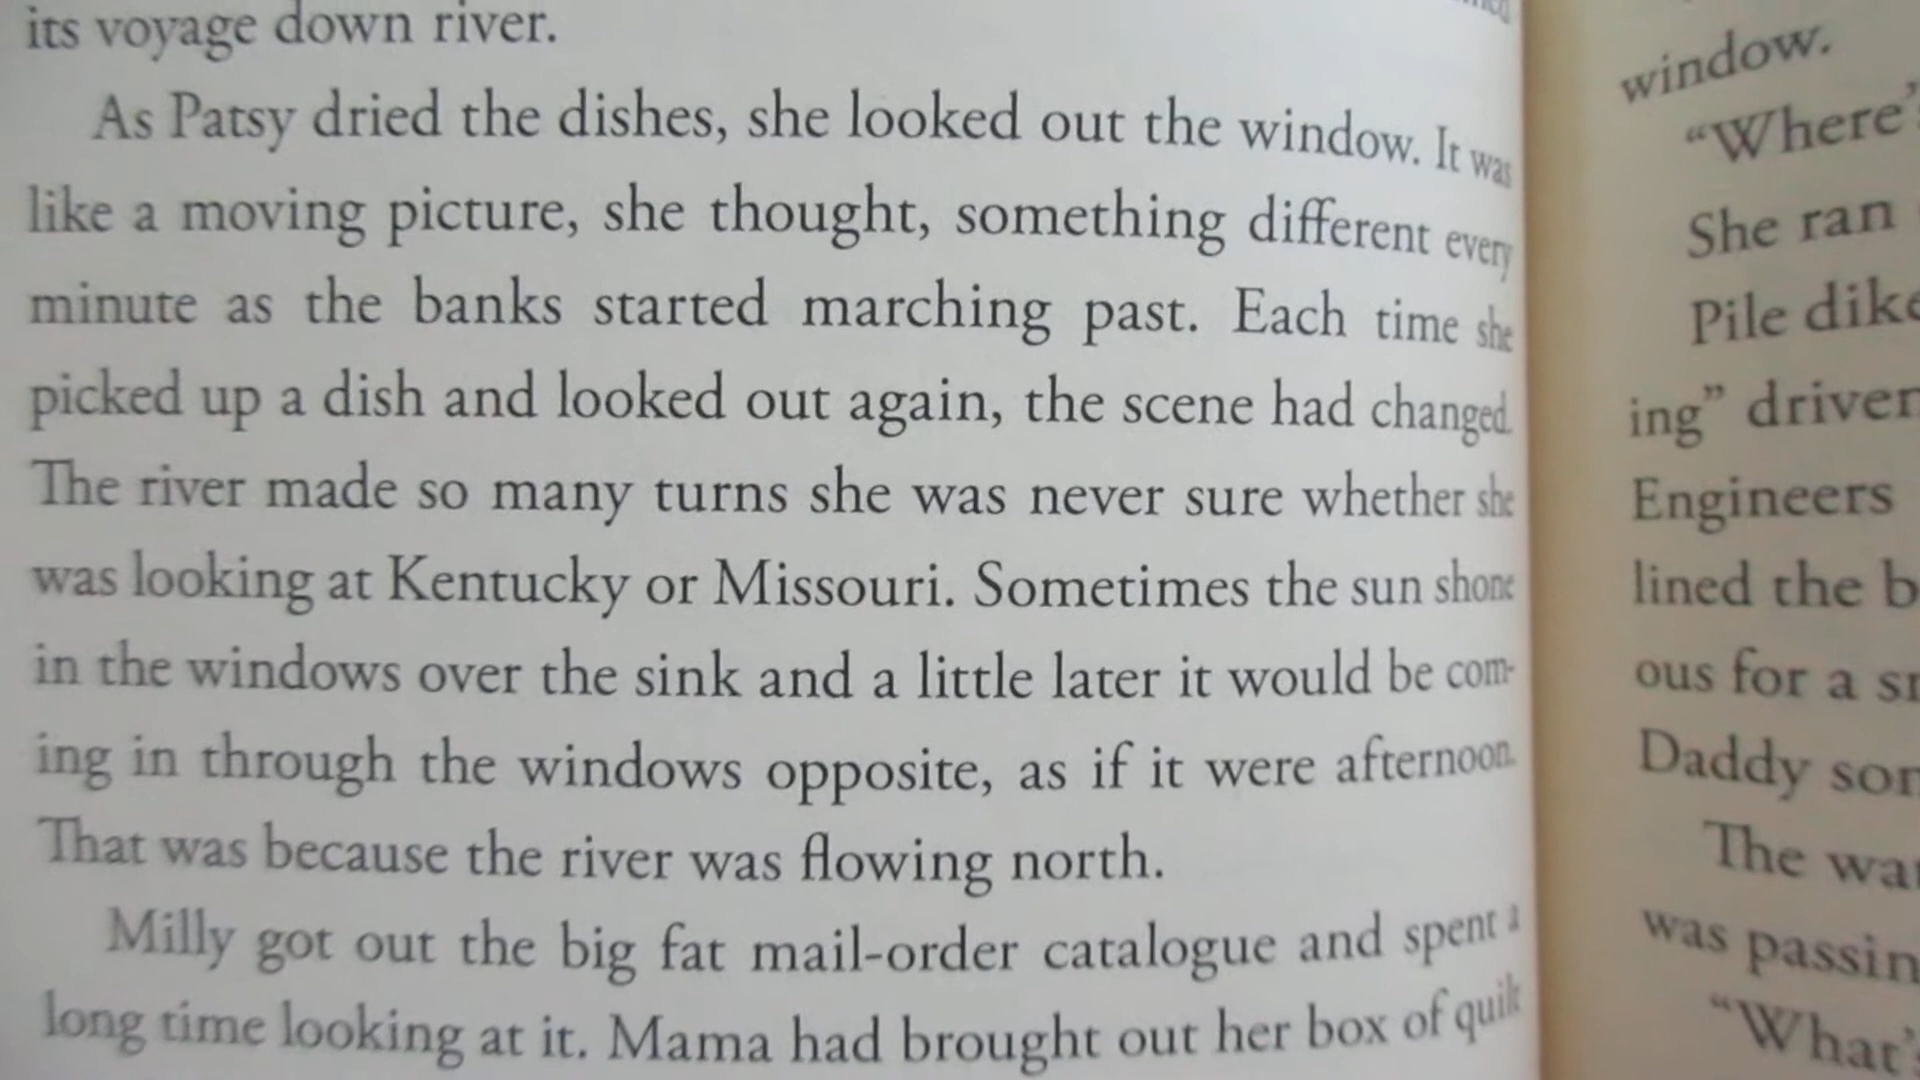 its voyage down river.
As Patsy dried the dishes, she looked out the window. It was
like a moving picture, she thought, something different every
minute as the banks started marching past. Each time she
picked up a dish and looked out again, the scene had changed.
The river made so many turns she was never sure whether she
was looking at Kentucky or Missouri. Sometimes the sun shone
in the windows over the sink and a little later it would be com-
ing in through the windows opposite, as if it were afternoon.
That was because the river was flowing north.
Milly got out the big fat mail-order catalogue and spent a
long time looking at it. Mama had brought out her box of quilt
window.
“Where’s
She ran
Pile dike
ing” driven
Engineers
lined the b
ous for a sm
Daddy som
The wa
was passin
“What’s